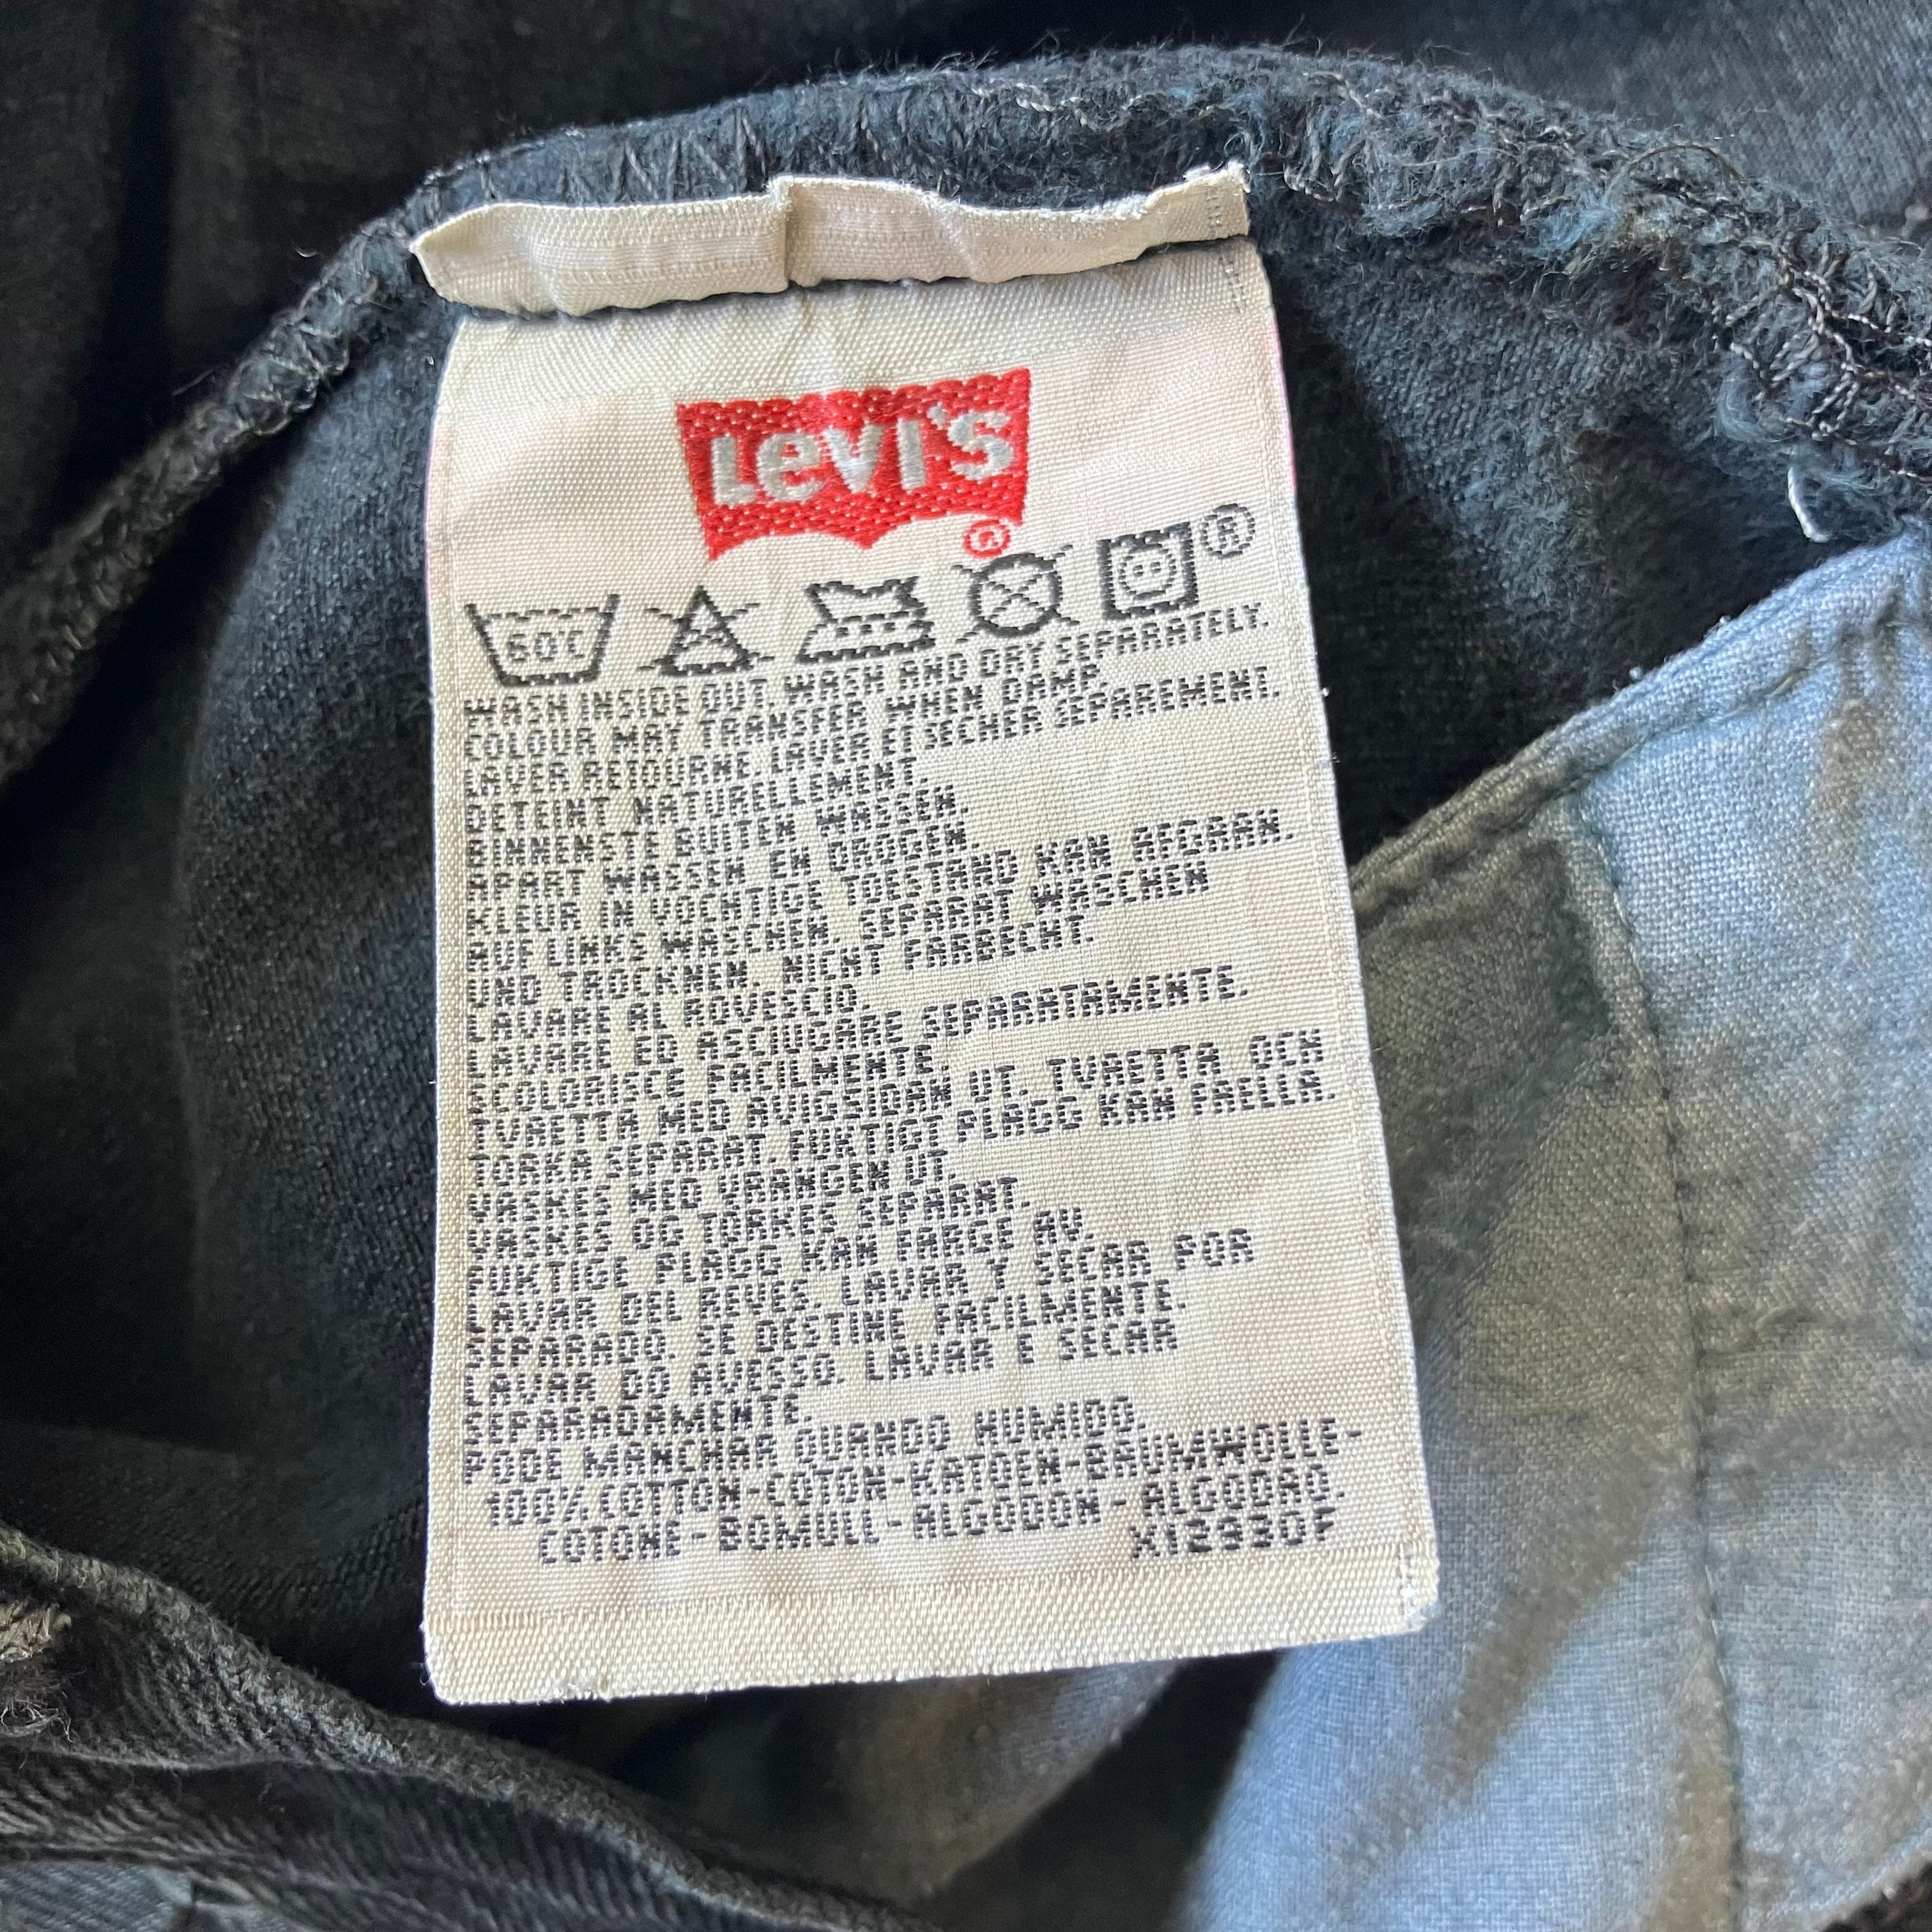 Levi's
®
60°C ®
WASH INSIDE OUT. WASH AND DRY SEPARATELY.
COLOUR MAY TRANSFER WHEN DAMP
LAVER RETOURNE LAVER ET SECHER SEPAREMENT.
DETEINT NATURELLEMENT.
BINNENSTE BUITEN WASSEN.
APART WASSEN EN DROGEN.
KLEUR IN VOCHTIGE TOESTAND KAN AFGAAN.
AUF LINKS WASCHEN. SEPARAT WASCHEN
UND TROCKNEN. NICHT FARBECHT.
LAVARE AL ROVESCIO.
LAVARE ED ASCIUGARE SEPARATAMENTE.
SCOLORISCE FACILMENTE.
TVAETTA MED AVIGSIDAN UT. TVAETTA OCH
TORKA SEPARAT. FUKTIGT PLAGG KAN FAELLA.
VASKES MED VRANGEN UT.
VASKES OG TORKES SEPARAT.
FUKTIGE PLAGG KAN FARGE AV
LAVAR DEL REVES. LAVAR Y SECAR POR
SEPARADO. SE DESTINE FACILMENTE.
LAVAR DO AVESSO. LAVAR E SECAR
SEPARADAMENTE.
PODE MANCHAR QUANDO HUMIDO.
100% COTTON-COTON-KATOEN-BAUMWOLLE-
COTONE-BOMULL-ALGODON-ALGODAO.
X12930F